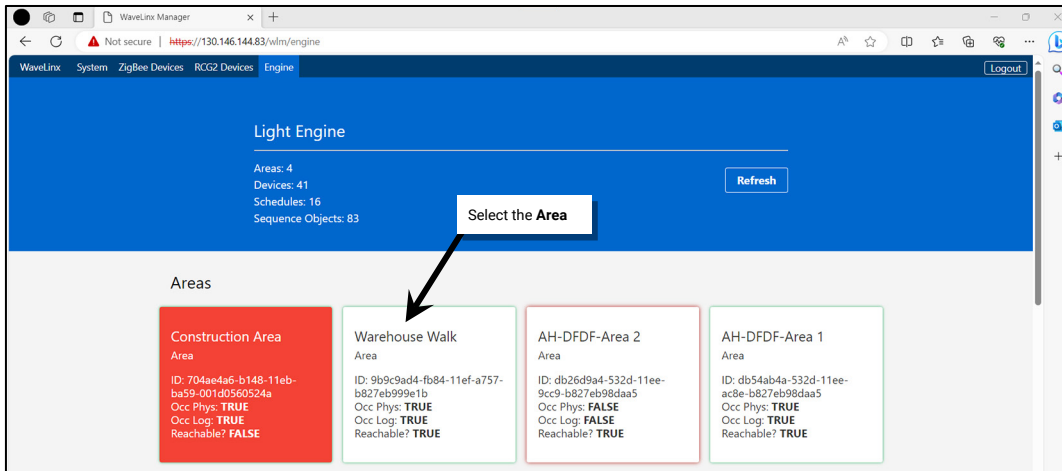 WaveLinx Manager
Not secure | https://130.146.144.83/wlm/engine
WaveLinx System ZigBee Devices RCG2 Devices Engine Logout
Light Engine
Areas: 4
Devices: 41
Schedules: 16
Sequence Objects: 83
Refresh
Select the Area
Areas
Construction Area
Area
ID: 704ae4a6-b148-11eb-
ba59-001d0560524a
Occ Phys: TRUE
Occ Log: TRUE
Reachable? FALSE
Warehouse Walk
Area
ID: 9b9c9ad4-fb84-11ef-a757-
b827eb999e1b
Occ Phys: TRUE
Occ Log: TRUE
Reachable? TRUE
AH-DFDF-Area 2
Area
ID: db26d9a4-532d-11ee-
9cc9-b827eb98daa5
Occ Phys: FALSE
Occ Log: FALSE
Reachable? TRUE
AH-DFDF-Area 1
Area
ID: db54ab4a-532d-11ee-
ac8e-b827eb98daa5
Occ Phys: TRUE
Occ Log: TRUE
Reachable? TRUE